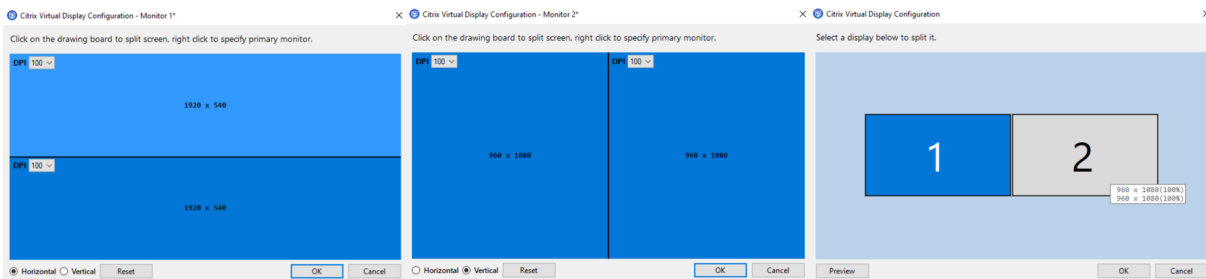 Citrix Virtual Display Configuration - Monitor 1*
Click on the drawing board to split screen, right click to specify primary monitor.
DPI 100
1920 x 540
DPI 100
1920 x 540
Horizontal Vertical Reset OK Cancel
Citrix Virtual Display Configuration - Monitor 2*
Click on the drawing board to split screen, right click to specify primary monitor.
DPI 100 DPI 100
960 x 1080 960 x 1080
Horizontal Vertical Reset OK Cancel
Citrix Virtual Display Configuration
Select a display below to split it.
1 2
960 x 1080(100%)
960 x 1080(100%)
Preview OK Cancel